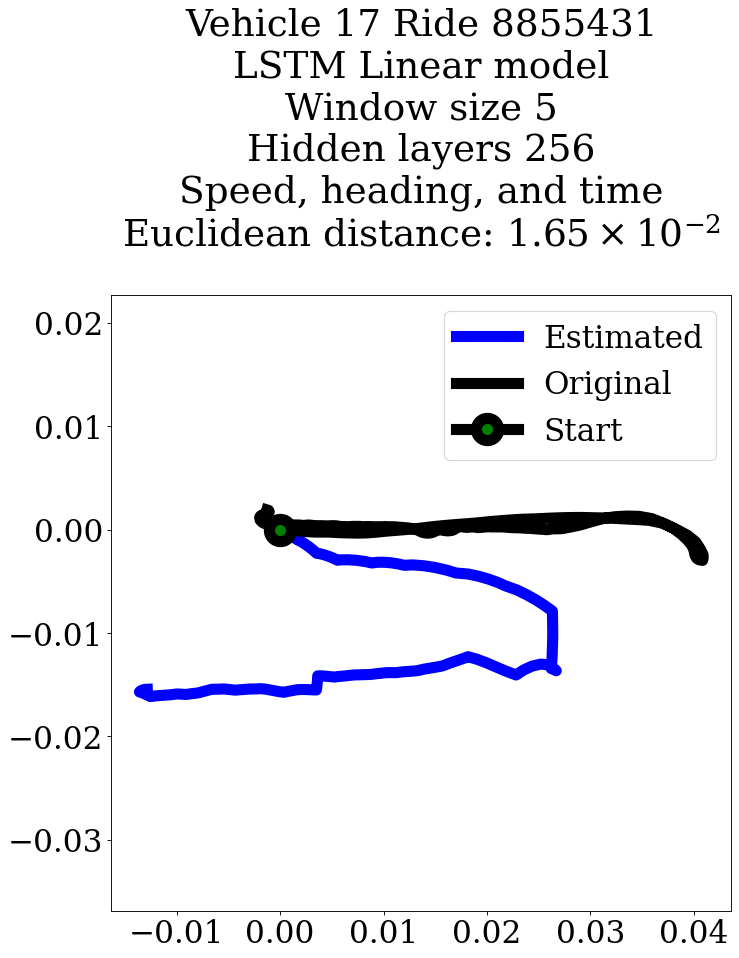 Vehicle 17 Ride 8855431
LSTM Linear model
Window size 5
Hidden layers 256
Speed, heading, and time
Euclidean distance: 1.65 × 10⁻²
Estimated
Original
Start
0.02
0.01
0.00
−0.01
−0.02
−0.03
−0.01 0.00 0.01 0.02 0.03 0.04